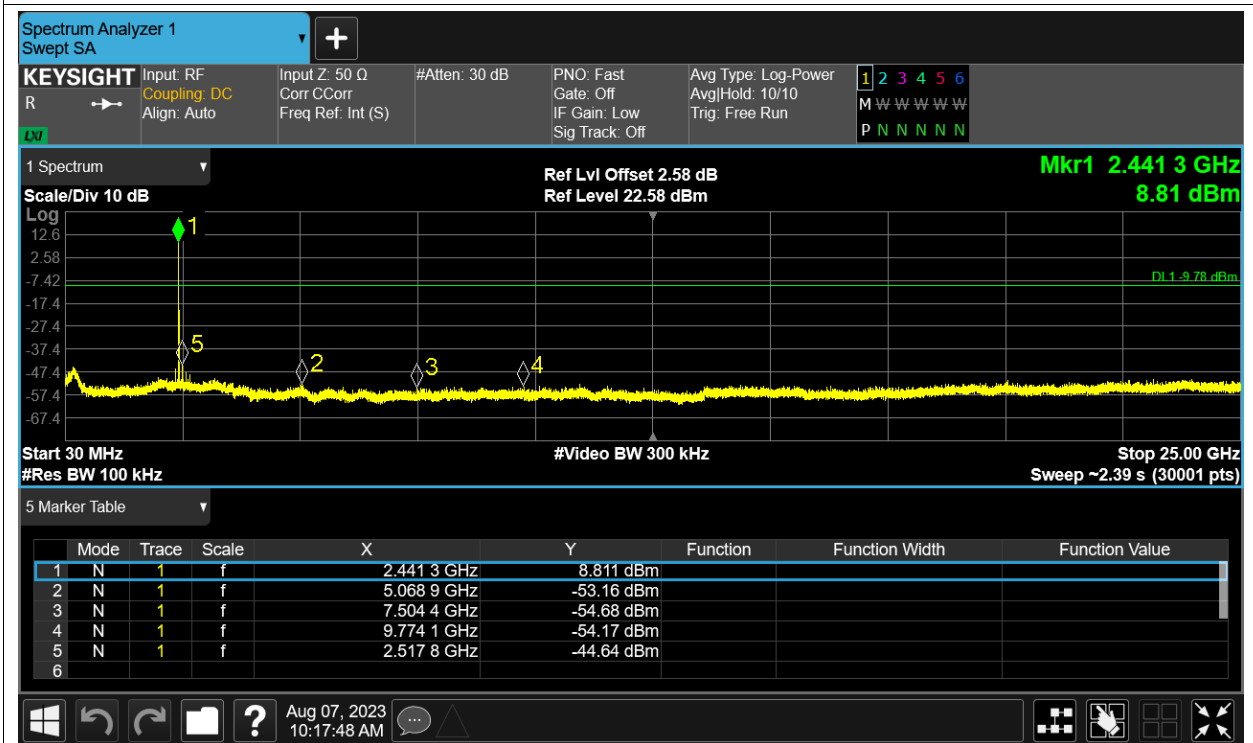 Spectrum Analyzer 1
Swept SA
KEYSIGHT Input: RF Input Z: 50 Ω #Atten: 30 dB PNO: Fast Avg Type: Log-Power 1 2 3 4 5 6
R Coupling: DC Corr CCorr Gate: Off Avg|Hold: 10/10 M W W W W W
Align: Auto Freq Ref: Int (S) IF Gain: Low Trig: Free Run
LXI Sig Track: Off P N N N N N
1 Spectrum Ref Lvl Offset 2.58 dB Mkr1 2.441 3 GHz
Scale/Div 10 dB Ref Level 22.58 dBm 8.81 dBm
Log
1
12.6
2.58
-7.42 DL1 -9.78 dBm
-17.4
-27.4
-37.4 5
-47.4 2 3 4
-57.4
-67.4
Start 30 MHz #Video BW 300 kHz Stop 25.00 GHz
#Res BW 100 kHz Sweep ~2.39 s (30001 pts)
5 Marker Table
Mode Trace Scale X Y Function Function Width Function Value
1 N 1 f 2.441 3 GHz 8.811 dBm
2 N 1 f 5.068 9 GHz -53.16 dBm
3 N 1 f 7.504 4 GHz -54.68 dBm
4 N 1 f 9.774 1 GHz -54.17 dBm
5 N 1 f 2.517 8 GHz -44.64 dBm
6
? Aug 07, 2023
10:17:48 AM